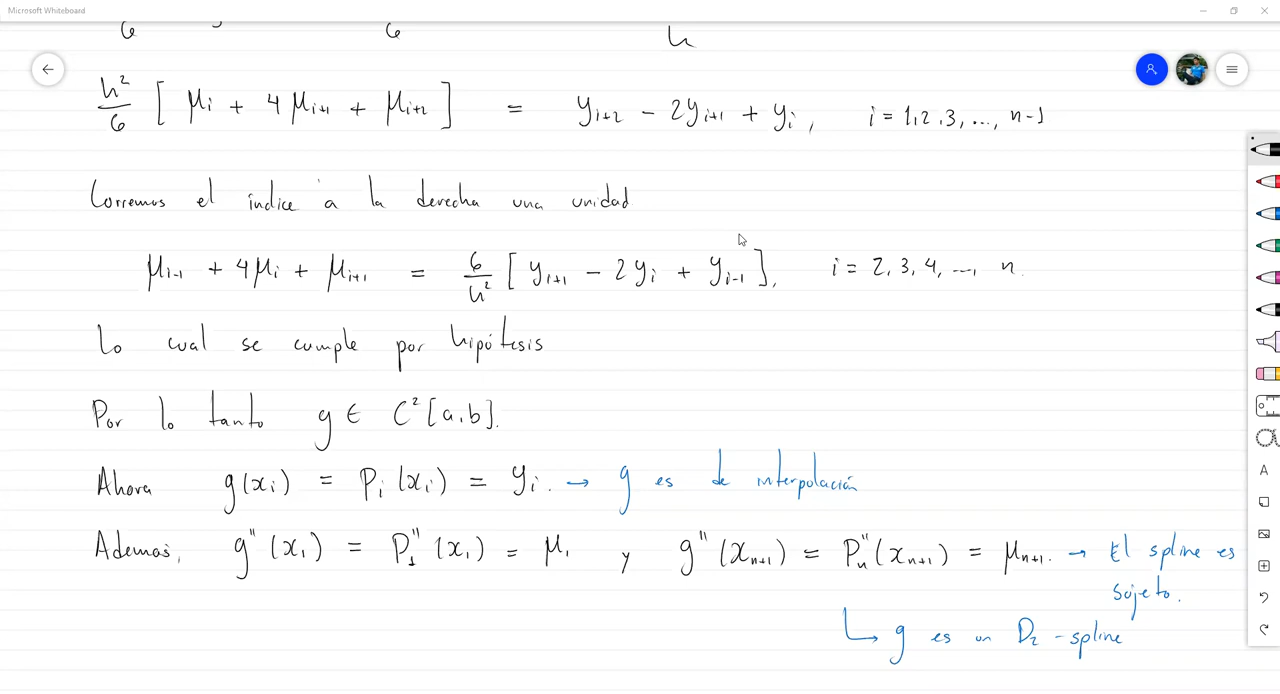 Microsoft Whiteboard
6 6 h
h²/6 [ μᵢ + 4μᵢ₊₁ + μᵢ₊₂ ] = yᵢ₊₂ − 2yᵢ₊₁ + yᵢ, i = 1,2,3,..., n-1
Corremos el índice a la derecha una unidad
μᵢ₋₁ + 4μᵢ + μᵢ₊₁ = 6/h² [ yᵢ₊₁ − 2yᵢ + yᵢ₋₁ ], i = 2, 3, 4, ..., n.
Lo cual se cumple por hipótesis
Por lo tanto g ∈ C²[a,b].
Ahora g(xᵢ) = Pᵢ(xᵢ) = yᵢ. → g es de interpolación
Además, g''(x₁) = P₁''(x₁) = μ₁ y g''(xₙ₊₁) = Pₙ''(xₙ₊₁) = μₙ₊₁. → El spline es
sujeto.
↳ g es un D₂-spline
A